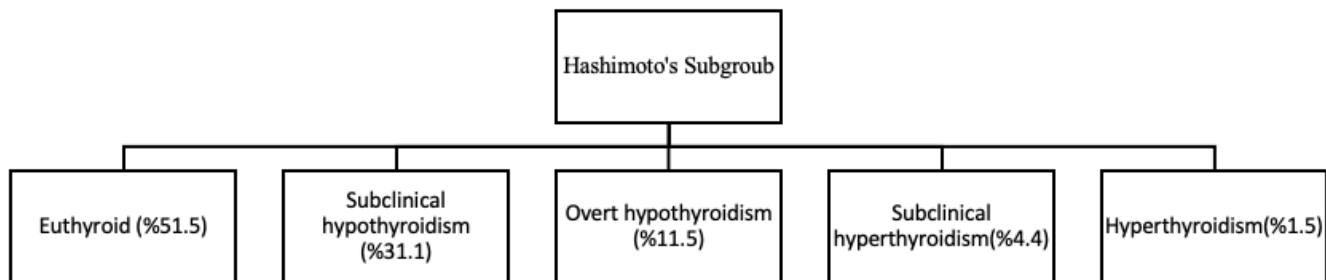 Hashimoto's Subgroub
Euthyroid (%51.5)
Subclinical
hypothyroidism
(%31.1)
Overt hypothyroidism
(%11.5)
Subclinical
hyperthyroidism(%4.4)
Hyperthyroidism(%1.5)